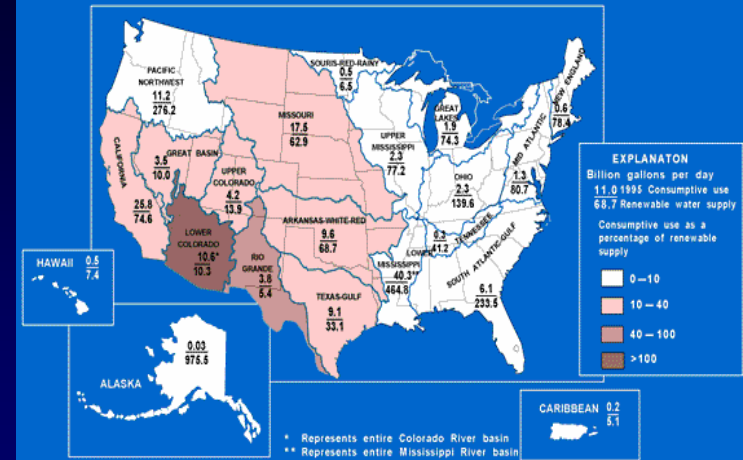 SOURIS-RED-RAINY
0.5
6.5
PACIFIC
NORTHWEST
11.2
276.2
MISSOURI
17.5
62.9
GREAT
LAKES
1.9
74.3
NEW ENGLAND
0.6
78.4
UPPER
MISSISSIPPI
2.3
77.2
MID ATLANTIC
1.3
80.7
CALIFORNIA
25.8
74.6
GREAT BASIN
3.5
10.0
UPPER
COLORADO
4.2
13.9
OHIO
2.3
139.6
ARKANSAS-WHITE-RED
9.6
68.7
TENNESSEE
0.3
41.2
LOWER
COLORADO
10.6*
10.3
RIO
GRANDE
3.8
5.4
LOWER
MISSISSIPPI
40.3**
464.8
SOUTH ATLANTIC-GULF
6.1
233.5
TEXAS-GULF
9.1
33.1
HAWAII 0.5
7.4
ALASKA
0.03
975.5
CARIBBEAN 0.2
5.1
* Represents entire Colorado River basin
** Represents entire Mississippi River basin
EXPLANATON
Billion gallons per day
11.0 1995 Consumptive use
68.7 Renewable water supply
Consumptive use as a
percentage of renewable
supply
0–10
10–40
40–100
>100